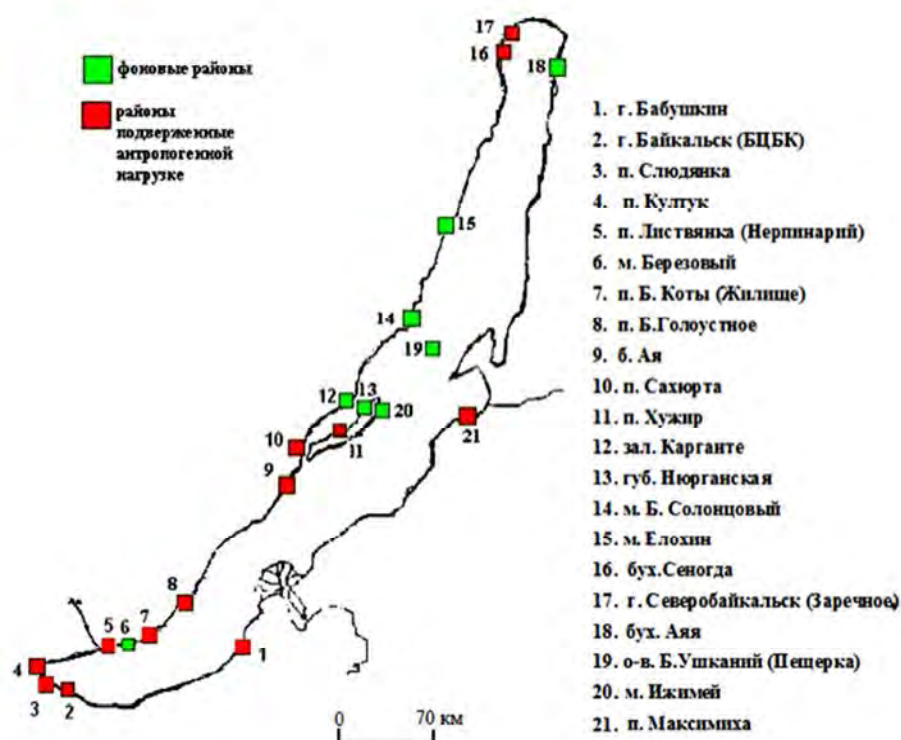 17
16
18
фоновые районы
районы
подверженные
антропогенной
нагрузке
1. г. Бабушкин
2. г. Байкальск (БЦБК)
3. п. Слюдянка
4. п. Култук
5. п. Листвянка (Нерпинарий)
6. м. Березовый
7. п. Б. Коты (Жилище)
8. п. Б.Голоустное
9. б. Ая
10. п. Сахюрта
11. п. Хужир
12. зал. Карганте
13. губ. Нюрганская
14. м. Б. Солонцовый
15. м. Елохин
16. бух.Сеногда
17. г. Северобайкальск (Заречное)
18. бух. Аяя
19. о-в. Б.Ушканий (Пещерка)
20. м. Ижимей
21. п. Максимиха
15
14
19
12 13
20
21
10
11
9
8
5 6 7
1
4
3 2
0 70 км